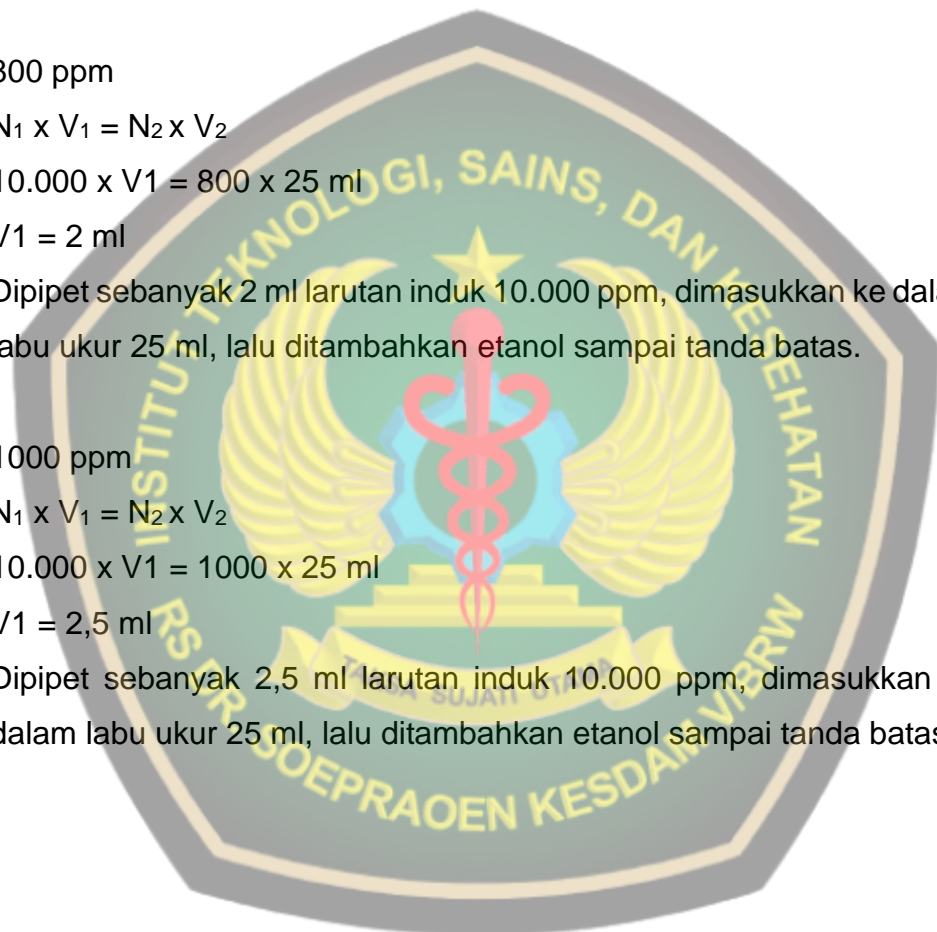 800 ppm
N₁ x V₁ = N₂ x V₂
10.000 x V1 = 800 x 25 ml
V1 = 2 ml
Dipipet sebanyak 2 ml larutan induk 10.000 ppm, dimasukkan ke dala
labu ukur 25 ml, lalu ditambahkan etanol sampai tanda batas.
1000 ppm
N₁ x V₁ = N₂ x V₂
10.000 x V1 = 1000 x 25 ml
V1 = 2,5 ml
Dipipet sebanyak 2,5 ml larutan induk 10.000 ppm, dimasukkan
dalam labu ukur 25 ml, lalu ditambahkan etanol sampai tanda batas
INSTITUT TEKNOLOGI, SAINS, DAN KESEHATAN
SUJATI
RS DR. SOEPRAOEN KESDAM V/BRW